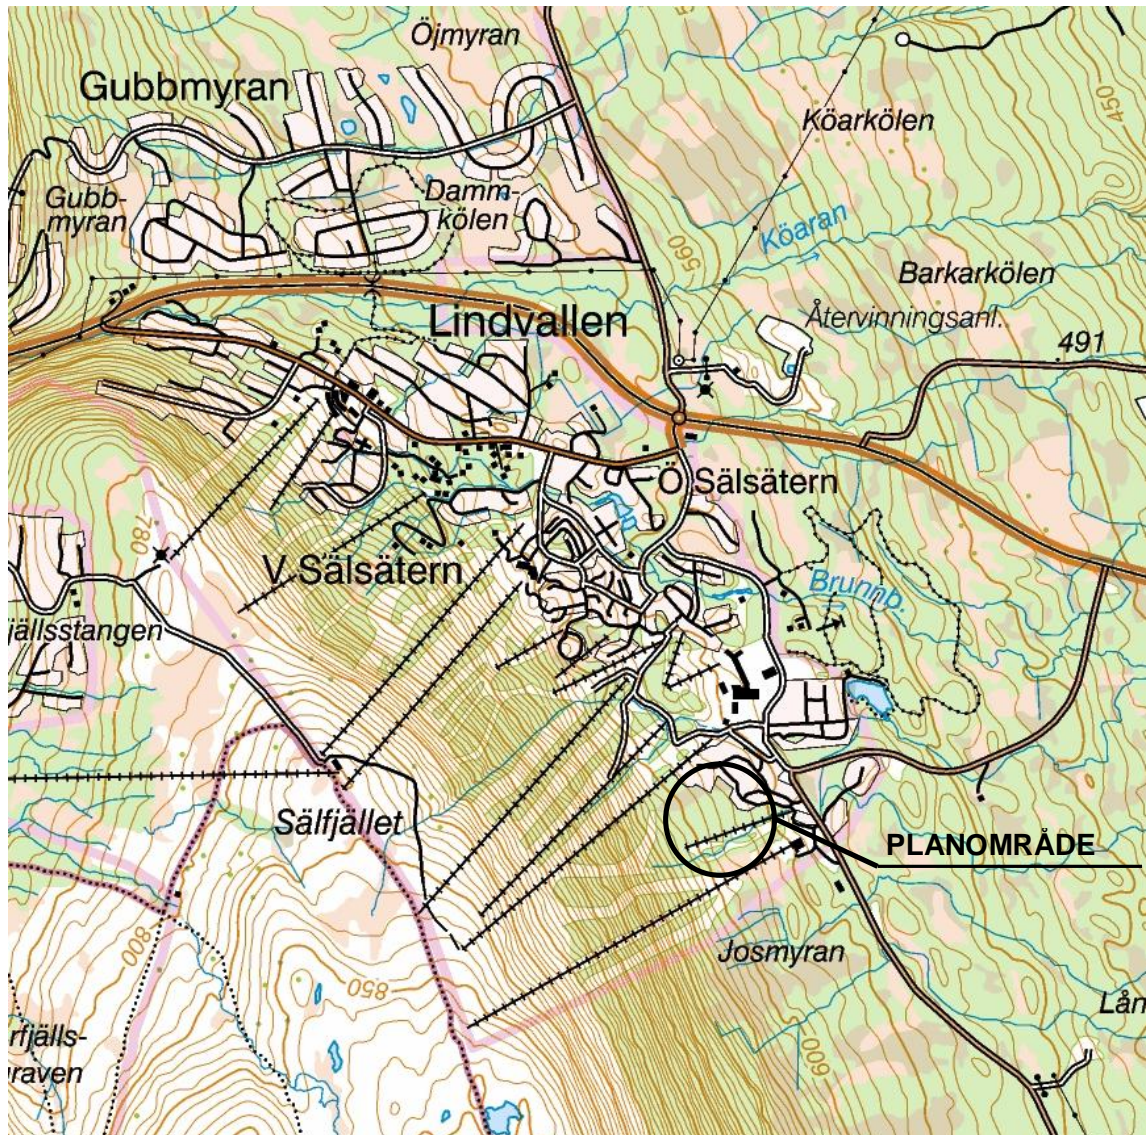 Öjmyran
Gubbmyran
450
Köarkölen
Gubb-
myran
Damm-
kölen
Köaran
560
Barkarkölen
Lindvallen
Återvinningsanl.
491
Ö Sälsätern
780
V Sälsätern
Brunnb.
jällsstangen
Sälfjället
PLANOMRÅDE
800
Josmyran
850
Lån
rfjälls-
raven
600